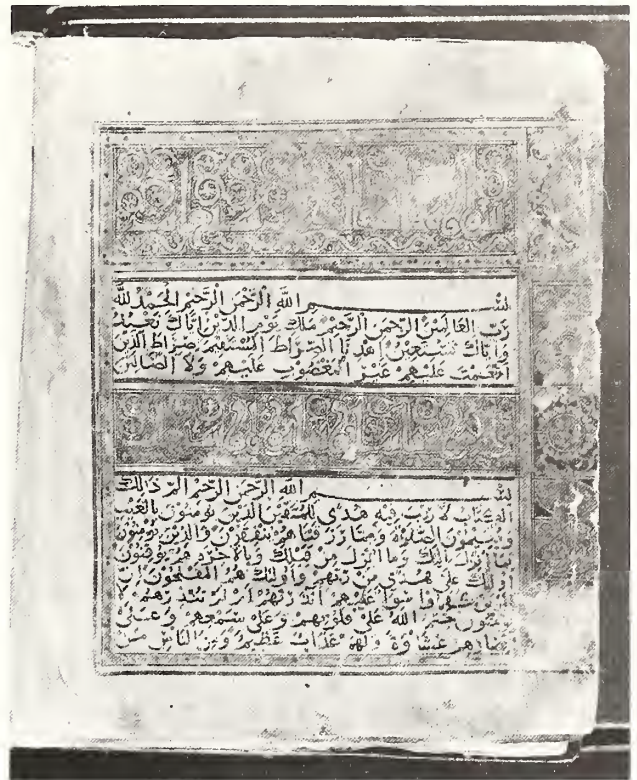 بسم الله الرحمن الرحيم الحمد لله
رب العالمين الرحمن الرحيم ملك يوم الدين اياك نعبد
واياك نستعين اهدنا الصراط المستقيم صراط الذين
انعمت عليهم غير المغضوب عليهم ولا الضالين
بسم الله الرحمن الرحيم الم ذلك
الكتاب لا ريب فيه هدى للمتقين الذين يؤمنون بالغيب
ويقيمون الصلوة ومما رزقناهم ينفقون والذين يؤمنون
بما انزل اليك وما انزل من قبلك وبالاخرة هم يوقنون
اولئك على هدى من ربهم واولئك هم المفلحون ان
الذين كفروا سواء عليهم ءانذرتهم ام لم تنذرهم لا
يؤمنون ختم الله على قلوبهم وعلى سمعهم وعلى
ابصارهم غشاوة ولهم عذاب عظيم ومن الناس من